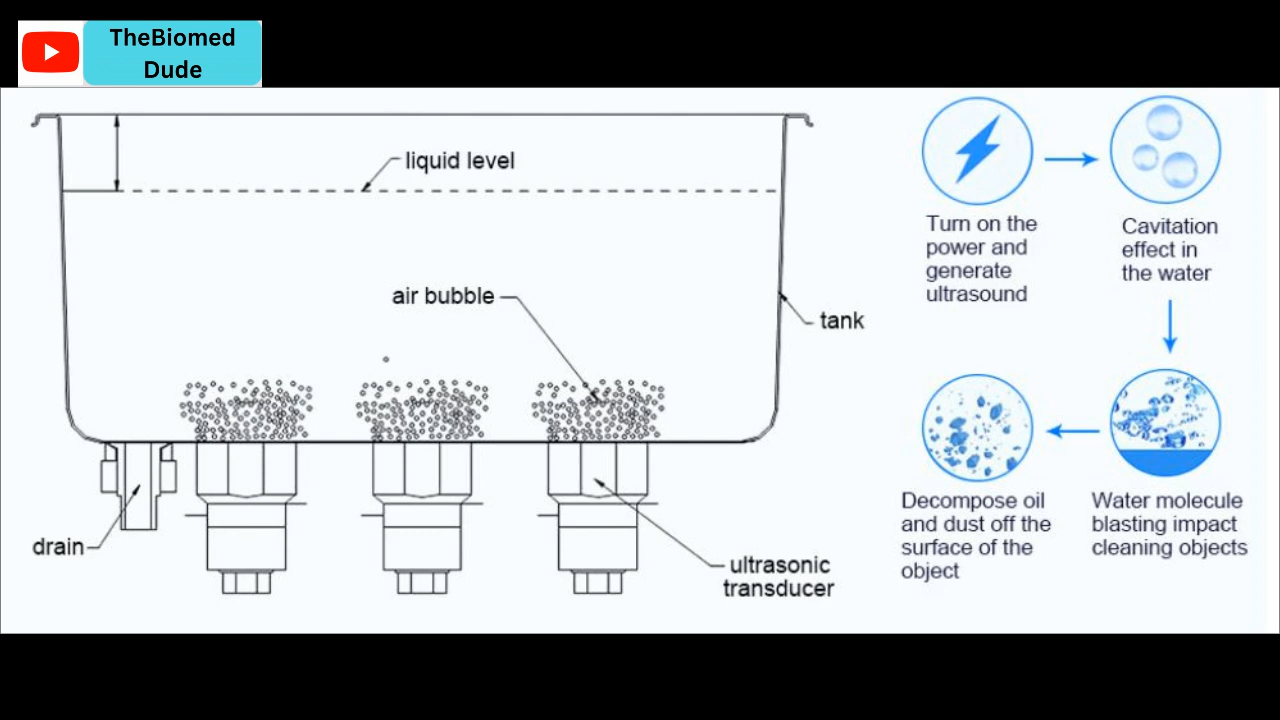 TheBiomed
Dude
liquid level
air bubble
tank
drain
ultrasonic
transducer
Turn on the
power and
generate
ultrasound
Cavitation
effect in
the water
Water molecule
blasting impact
cleaning objects
Decompose oil
and dust off the
surface of the
object